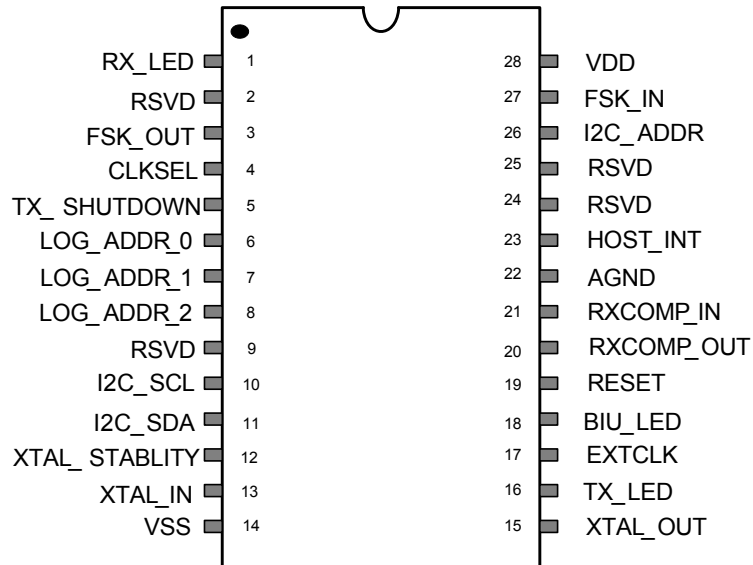 RX_LED 1 28 VDD
RSVD 2 27 FSK_IN
FSK_OUT 3 26 I2C_ADDR
CLKSEL 4 25 RSVD
TX_ SHUTDOWN 5 24 RSVD
LOG_ADDR_0 6 23 HOST_INT
LOG_ADDR_1 7 22 AGND
LOG_ADDR_2 8 21 RXCOMP_IN
RSVD 9 20 RXCOMP_OUT
I2C_SCL 10 19 RESET
I2C_SDA 11 18 BIU_LED
XTAL_ STABLITY 12 17 EXTCLK
XTAL_IN 13 16 TX_LED
VSS 14 15 XTAL_OUT